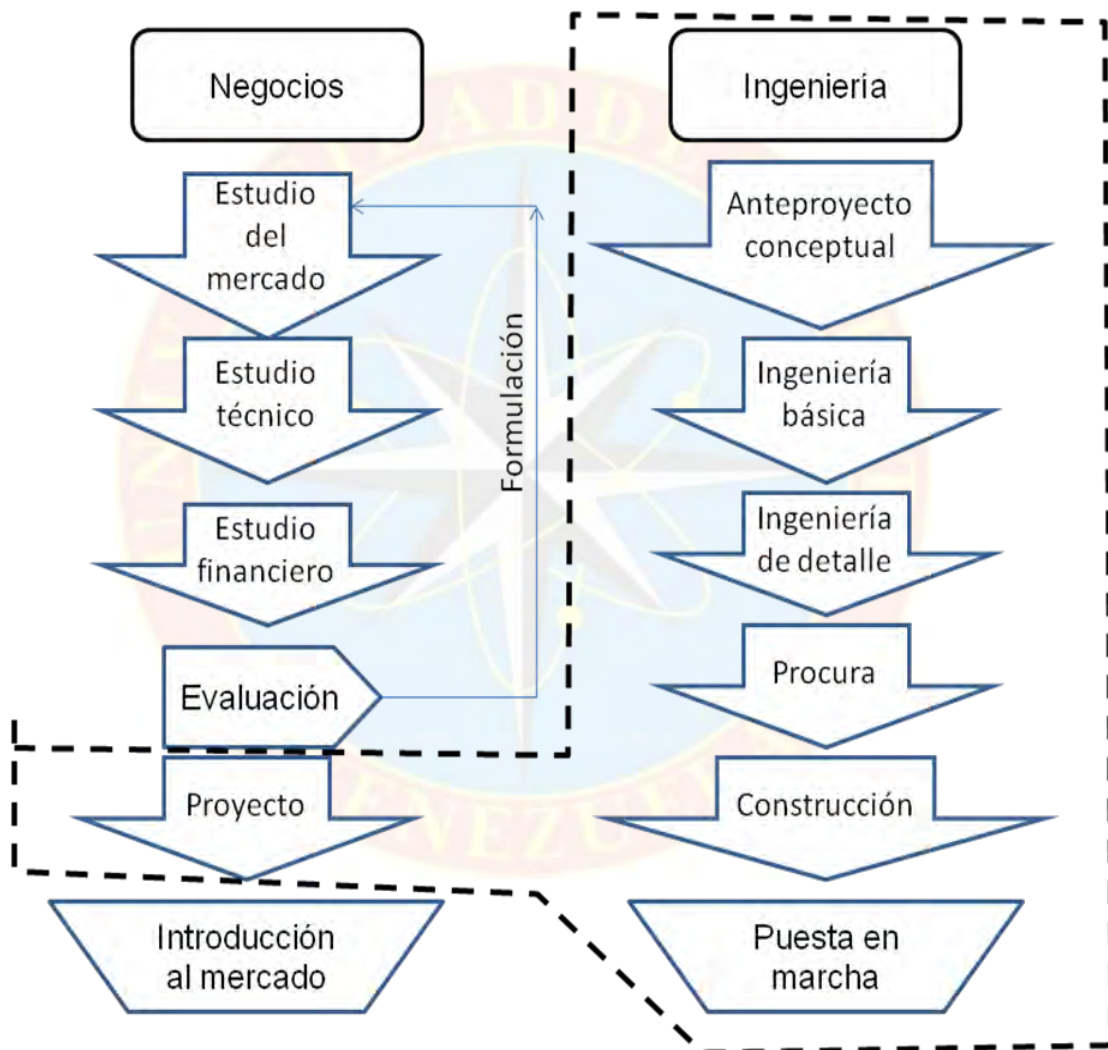 Negocios
Estudio
del
mercado
Estudio
técnico
Estudio
financiero
Evaluación
Formulación
Proyecto
Introducción
al mercado
Ingeniería
Anteproyecto
conceptual
Ingeniería
básica
Ingeniería
de detalle
Procura
Construcción
Puesta en
marcha